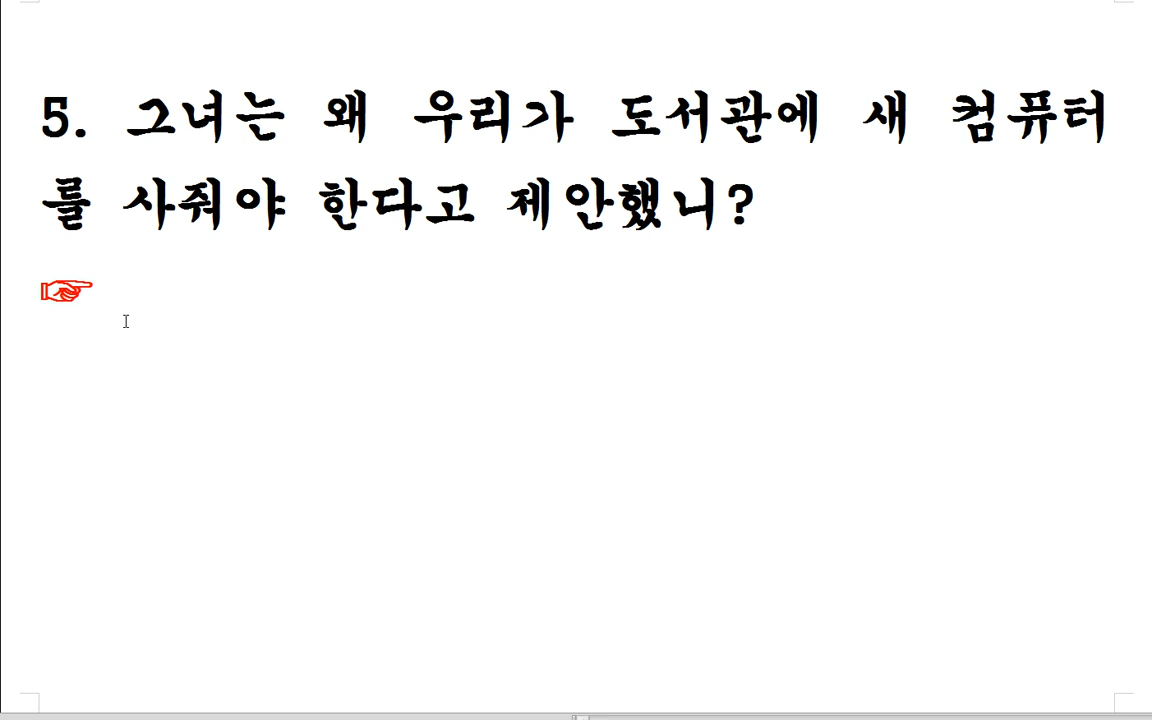 5. 그녀는 왜 우리가 도서관에 새 컴퓨터
를 사줘야 한다고 제안했니?
☞